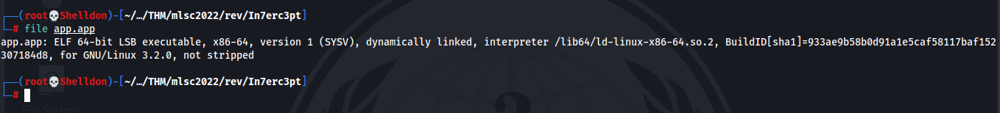 ┌──(root💀Shelldon)-[~/…/THM/mlsc2022/rev/In7erc3pt]
└─# file app.app
app.app: ELF 64-bit LSB executable, x86-64, version 1 (SYSV), dynamically linked, interpreter /lib64/ld-linux-x86-64.so.2, BuildID[sha1]=933ae9b58b0d91a1e5caf58117baf152
307184d8, for GNU/Linux 3.2.0, not stripped
┌──(root💀Shelldon)-[~/…/THM/mlsc2022/rev/In7erc3pt]
└─#
File System